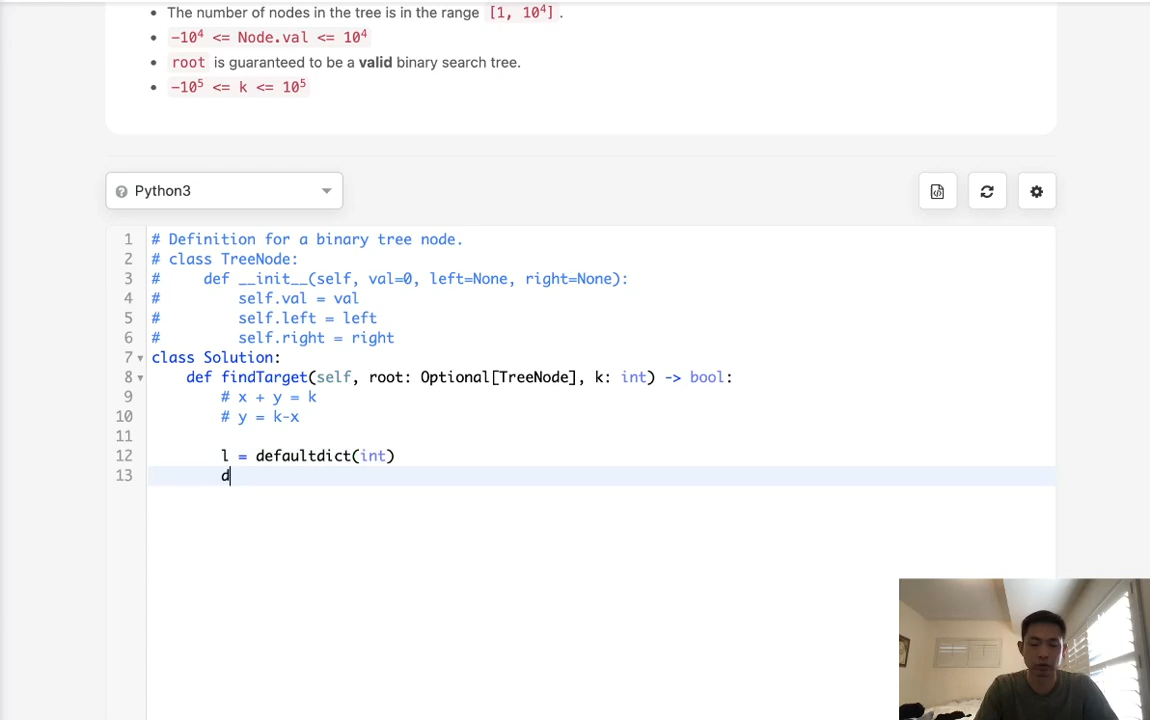 The number of nodes in the tree is in the range [1, 10⁴].
-10⁴ <= Node.val <= 10⁴
root is guaranteed to be a valid binary search tree.
-10⁵ <= k <= 10⁵
Python3
1 # Definition for a binary tree node.
2 # class TreeNode:
3 #     def __init__(self, val=0, left=None, right=None):
4 #         self.val = val
5 #         self.left = left
6 #         self.right = right
7 class Solution:
8     def findTarget(self, root: Optional[TreeNode], k: int) -> bool:
9         # x + y = k
10         # y = k-x
11
12         l = defaultdict(int)
13         d